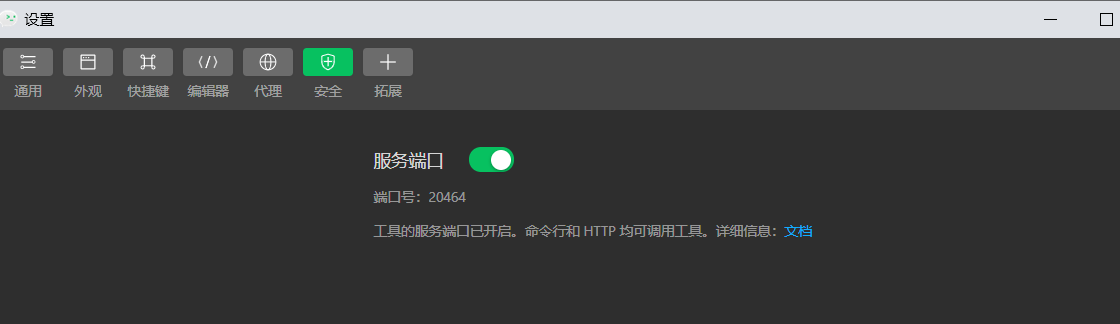 设置
通用 外观 快捷键 编辑器 代理 安全 拓展
服务端口
端口号：20464
工具的服务端口已开启。命令行和 HTTP 均可调用工具。详细信息：文档